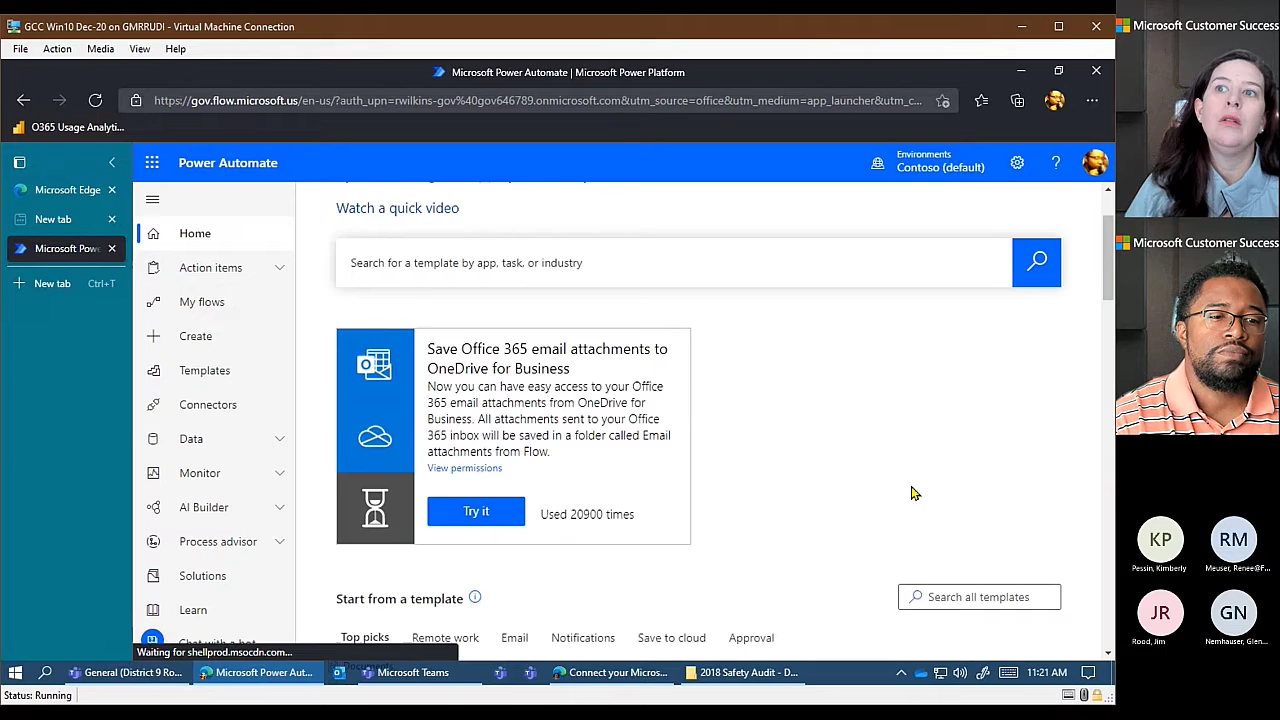 GCC Win10 Dec-20 on GMRRUDI - Virtual Machine Connection
File Action Media View Help
Microsoft Power Automate | Microsoft Power Platform
https://gov.flow.microsoft.us/en-us/?auth_upn=rwilkins-gov%40gov646789.onmicrosoft.com&utm_source=office&utm_medium=app_launcher&utm_c...
O365 Usage Analyti...
Microsoft Edge
New tab
Microsoft Pow
New tab Ctrl+T
Power Automate
Environments
Contoso (default)
?
Home
Action items
My flows
Create
Templates
Connectors
Data
Monitor
AI Builder
Process advisor
Solutions
Learn
Chat with a bot
Watch a quick video
Search for a template by app, task, or industry
Save Office 365 email attachments to
OneDrive for Business
Now you can have easy access to your Office
365 email attachments from OneDrive for
Business. All attachments sent to your Office
365 inbox will be saved in a folder called Email
attachments from Flow.
View permissions
Try it
Used 20900 times
Start from a template
Search all templates
Top picks Remote work Email Notifications Save to cloud Approval
Waiting for shellprod.msocdn.com...
General (District 9 Ro...
Microsoft Power Aut...
Microsoft Teams
Connect your Micros...
2018 Safety Audit - D...
11:21 AM
Status: Running
Microsoft Customer Success
Microsoft Customer Success
KP
Pessin, Kimberly
RM
Meuser, Renee@F...
JR
Rood, Jim
GN
Nemhauser, Glen...